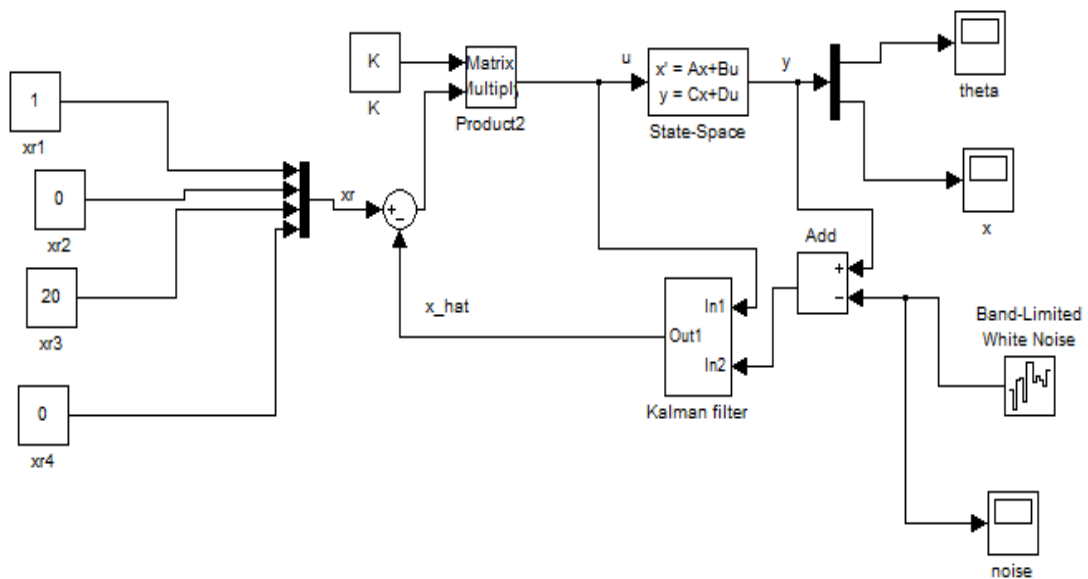 1
xr1
0
xr2
20
xr3
0
xr4
xr
+
−
K
K
Matrix
Multiply
Product2
u
x' = Ax+Bu
y = Cx+Du
State-Space
y
theta
x
Add
+
−
Band-Limited
White Noise
x_hat
In1
Out1
In2
Kalman filter
noise